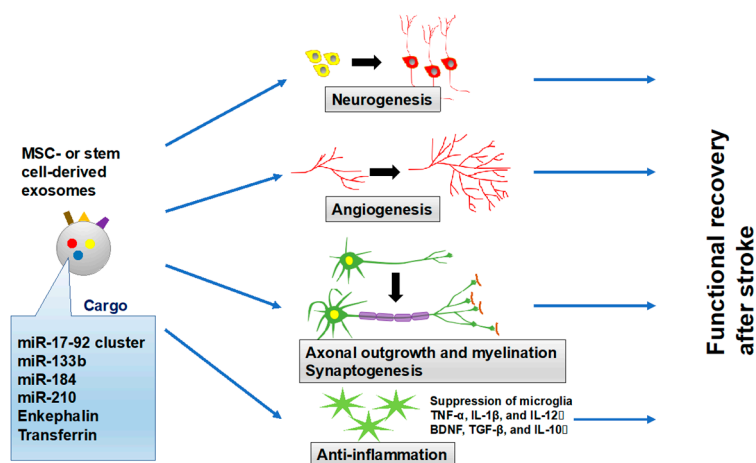 Neurogenesis
MSC- or stem
cell-derived
exosomes
Angiogenesis
Cargo
miR-17-92 cluster
miR-133b
miR-184
miR-210
Enkephalin
Transferrin
Axonal outgrowth and myelination
Synaptogenesis
Suppression of microglia
TNF-α, IL-1β, and IL-12▯
BDNF, TGF-β, and IL-10▯
Anti-inflammation
Functional recovery
after stroke